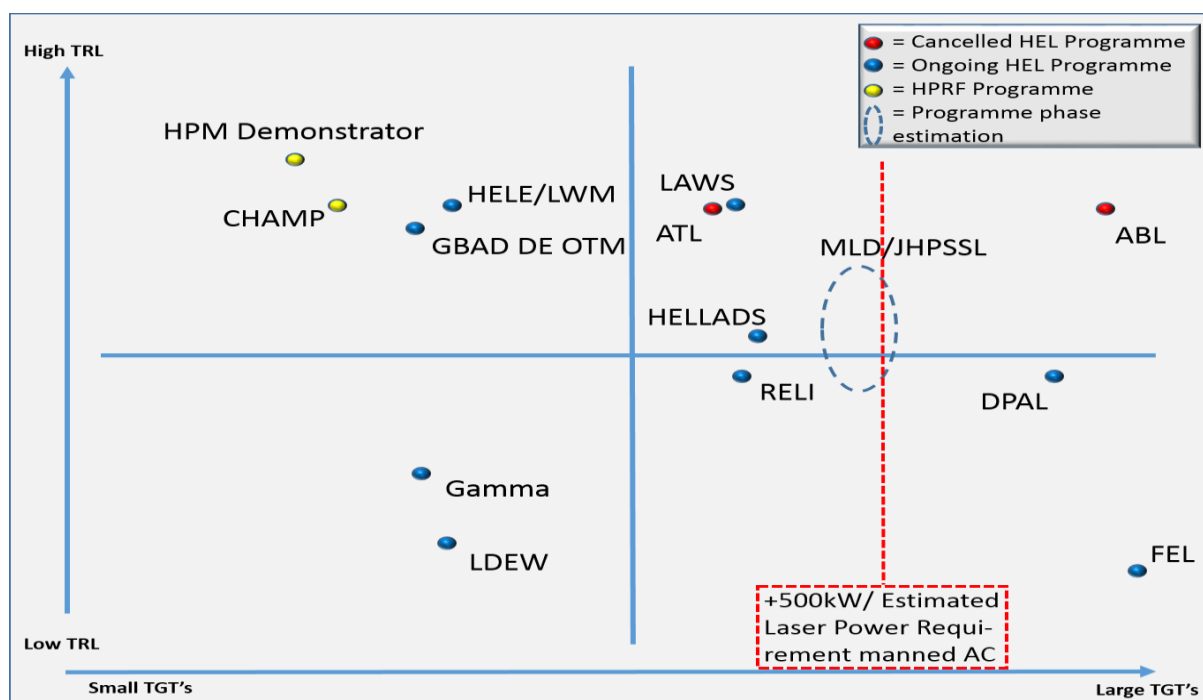 High TRL
= Cancelled HEL Programme
= Ongoing HEL Programme
= HPRF Programme
= Programme phase
estimation
HPM Demonstrator
CHAMP
HELE/LWM
GBAD DE OTM
LAWS
ATL
ABL
MLD/JHPSSL
HELLADS
RELI
DPAL
Gamma
LDEW
FEL
+500kW/ Estimated
Laser Power Requi-
rement manned AC
Low TRL
Small TGT's
Large TGT's